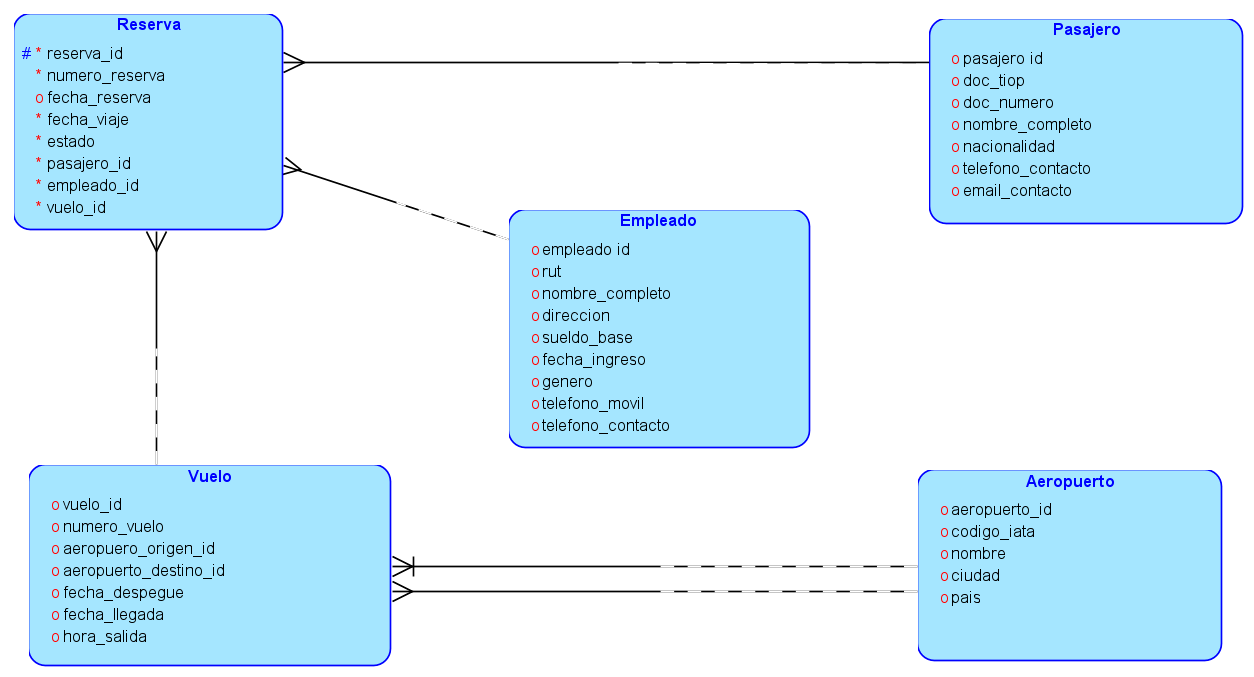 Reserva
# * reserva_id
* numero_reserva
o fecha_reserva
* fecha_viaje
* estado
* pasajero_id
* empleado_id
* vuelo_id
Pasajero
o pasajero id
o doc_tiop
o doc_numero
o nombre_completo
o nacionalidad
o telefono_contacto
o email_contacto
Empleado
o empleado id
o rut
o nombre_completo
o direccion
o sueldo_base
o fecha_ingreso
o genero
o telefono_movil
o telefono_contacto
Vuelo
o vuelo_id
o numero_vuelo
o aeropuero_origen_id
o aeropuerto_destino_id
o fecha_despegue
o fecha_llegada
o hora_salida
Aeropuerto
o aeropuerto_id
o codigo_iata
o nombre
o ciudad
o pais